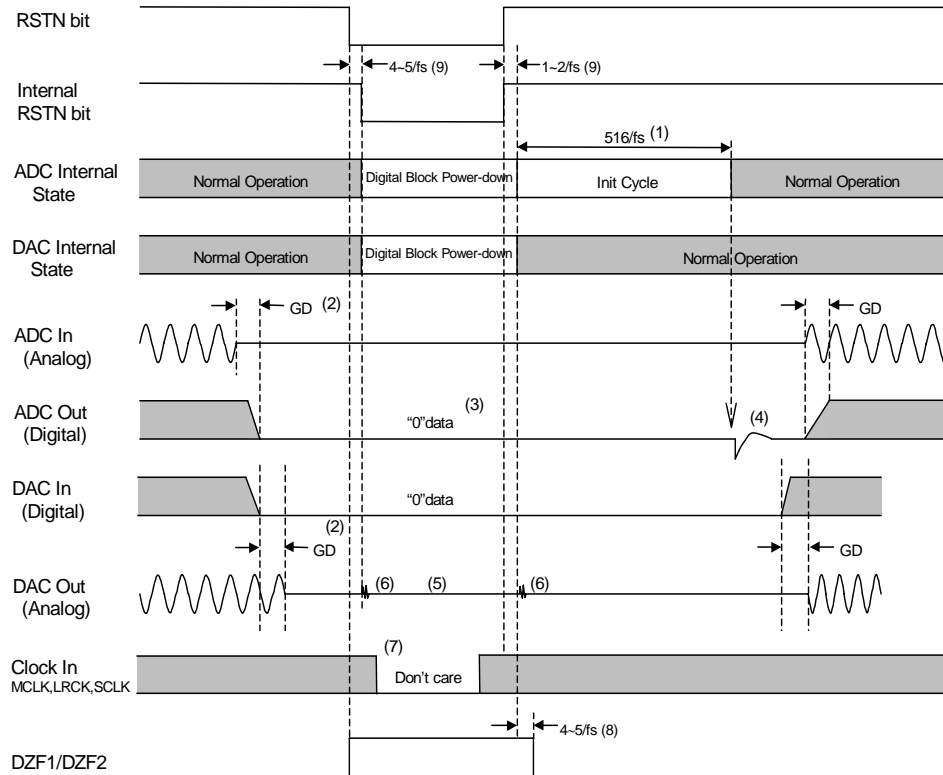 RSTN bit
4~5/fs (9)
1~2/fs (9)
Internal
RSTN bit
516/fs (1)
ADC Internal
State
Normal Operation
Digital Block Power-down
Init Cycle
Normal Operation
DAC Internal
State
Normal Operation
Digital Block Power-down
Normal Operation
GD (2)
GD
ADC In
(Analog)
ADC Out
(Digital)
“0”data
(3)
(4)
DAC In
(Digital)
“0”data
(2)
GD
GD
DAC Out
(Analog)
(6)
(5)
(6)
Clock In
MCLK,LRCK,SCLK
(7)
Don’t care
4~5/fs (8)
DZF1/DZF2